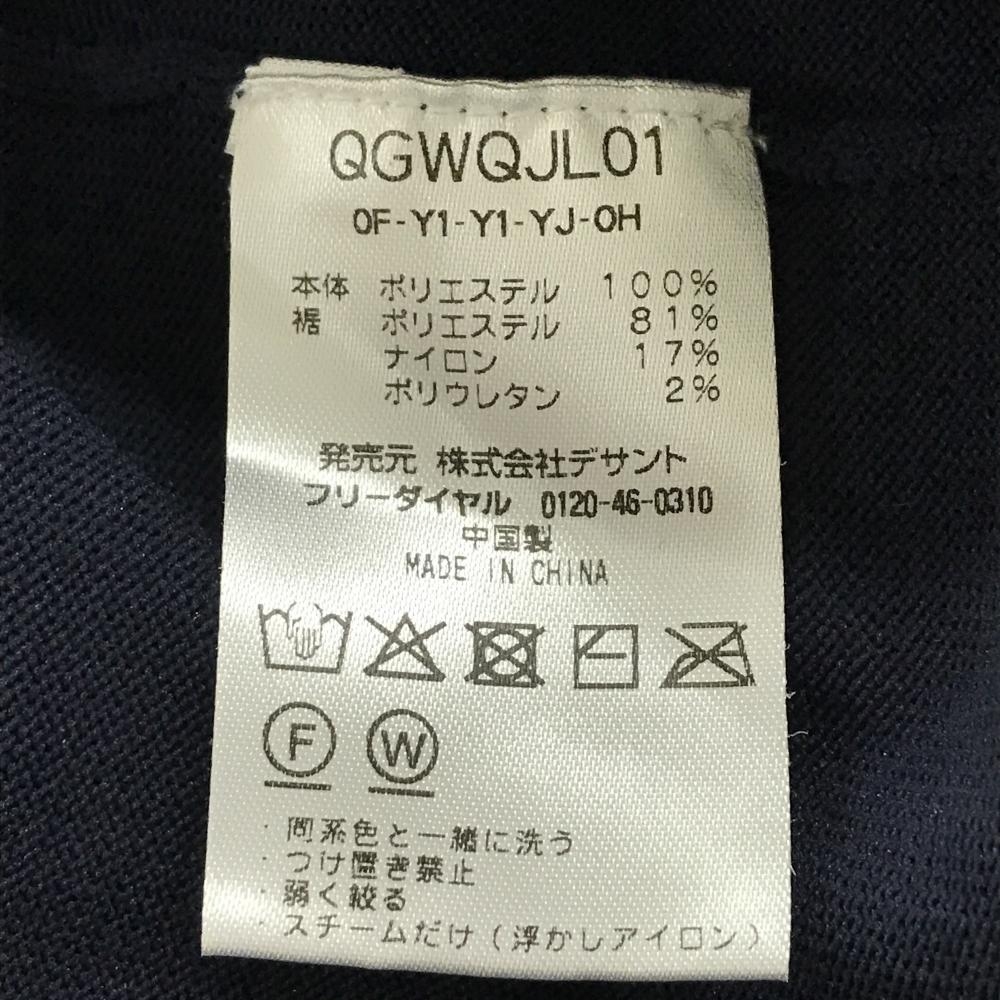 QGWQJL01
0F-Y1-Y1-YJ-0H
本体 ポリエステル 100%
裾 ポリエステル 81%
ナイロン 17%
ポリウレタン 2%
発売元 株式会社デサント
フリーダイヤル 0120-46-0310
中国製
MADE IN CHINA
F W
・同系色と一緒に洗う
・つけ置き禁止
・弱く絞る
・スチームだけ(浮かしアイロン)